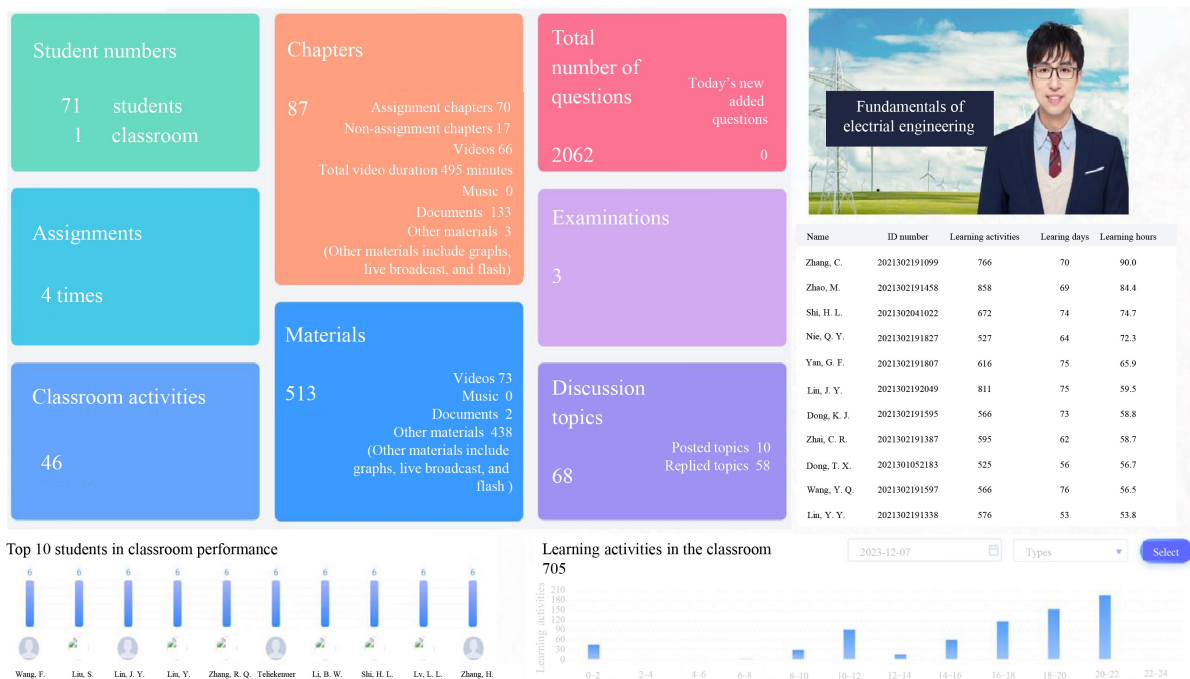 Student numbers
71 students
1 classroom
Assignments
4 times
Classroom activities
46
Chapters
87
Assignment chapters 70
Non-assignment chapters 17
Videos 66
Total video duration 495 minutes
Music 0
Documents 133
Other materials 3
(Other materials include graphs,
live broadcast, and flash)
Materials
513
Videos 73
Music 0
Documents 2
Other materials 438
(Other materials include
graphs, live broadcast, and
flash )
Total
number of
questions
Today's new
added
questions
2062 0
Examinations
3
Discussion
topics
Posted topics 10
Replied topics 58
68
Fundamentals of
electrial engineering
Name ID number Learning activities Learing days Learning hours
Zhang, C. 2021302191099 766 70 90.0
Zhao, M. 2021302191458 858 69 84.4
Shi, H. L. 2021302041022 672 74 74.7
Nie, Q. Y. 2021302191827 527 64 72.3
Yan, G. F. 2021302191807 616 75 65.9
Lin, J. Y. 2021302192049 811 75 59.5
Dong, K. J. 2021302191595 566 73 58.8
Zhai, C. R. 2021302191387 595 62 58.7
Dong, T. X. 2021301052183 525 56 56.7
Wang, Y. Q. 2021302191597 566 76 56.5
Lin, Y. Y. 2021302191338 576 53 53.8
Top 10 students in classroom performance
6 6 6 6 6 6 6 6 6 6
Wang, F. Liu, S. Lin, J. Y. Liu, Y. Zhang, R. Q. Teliekenuer Li, B. W. Shi, H. L. Lv, L. L. Zhang, H.
Learning activities in the classroom
705
2023-12-07 Types Select
Learning activities
210
180
150
120
90
60
30
0
0–2 2–4 4–6 6–8 8–10 10–12 12–14 14–16 16–18 18–20 20–22 22–24